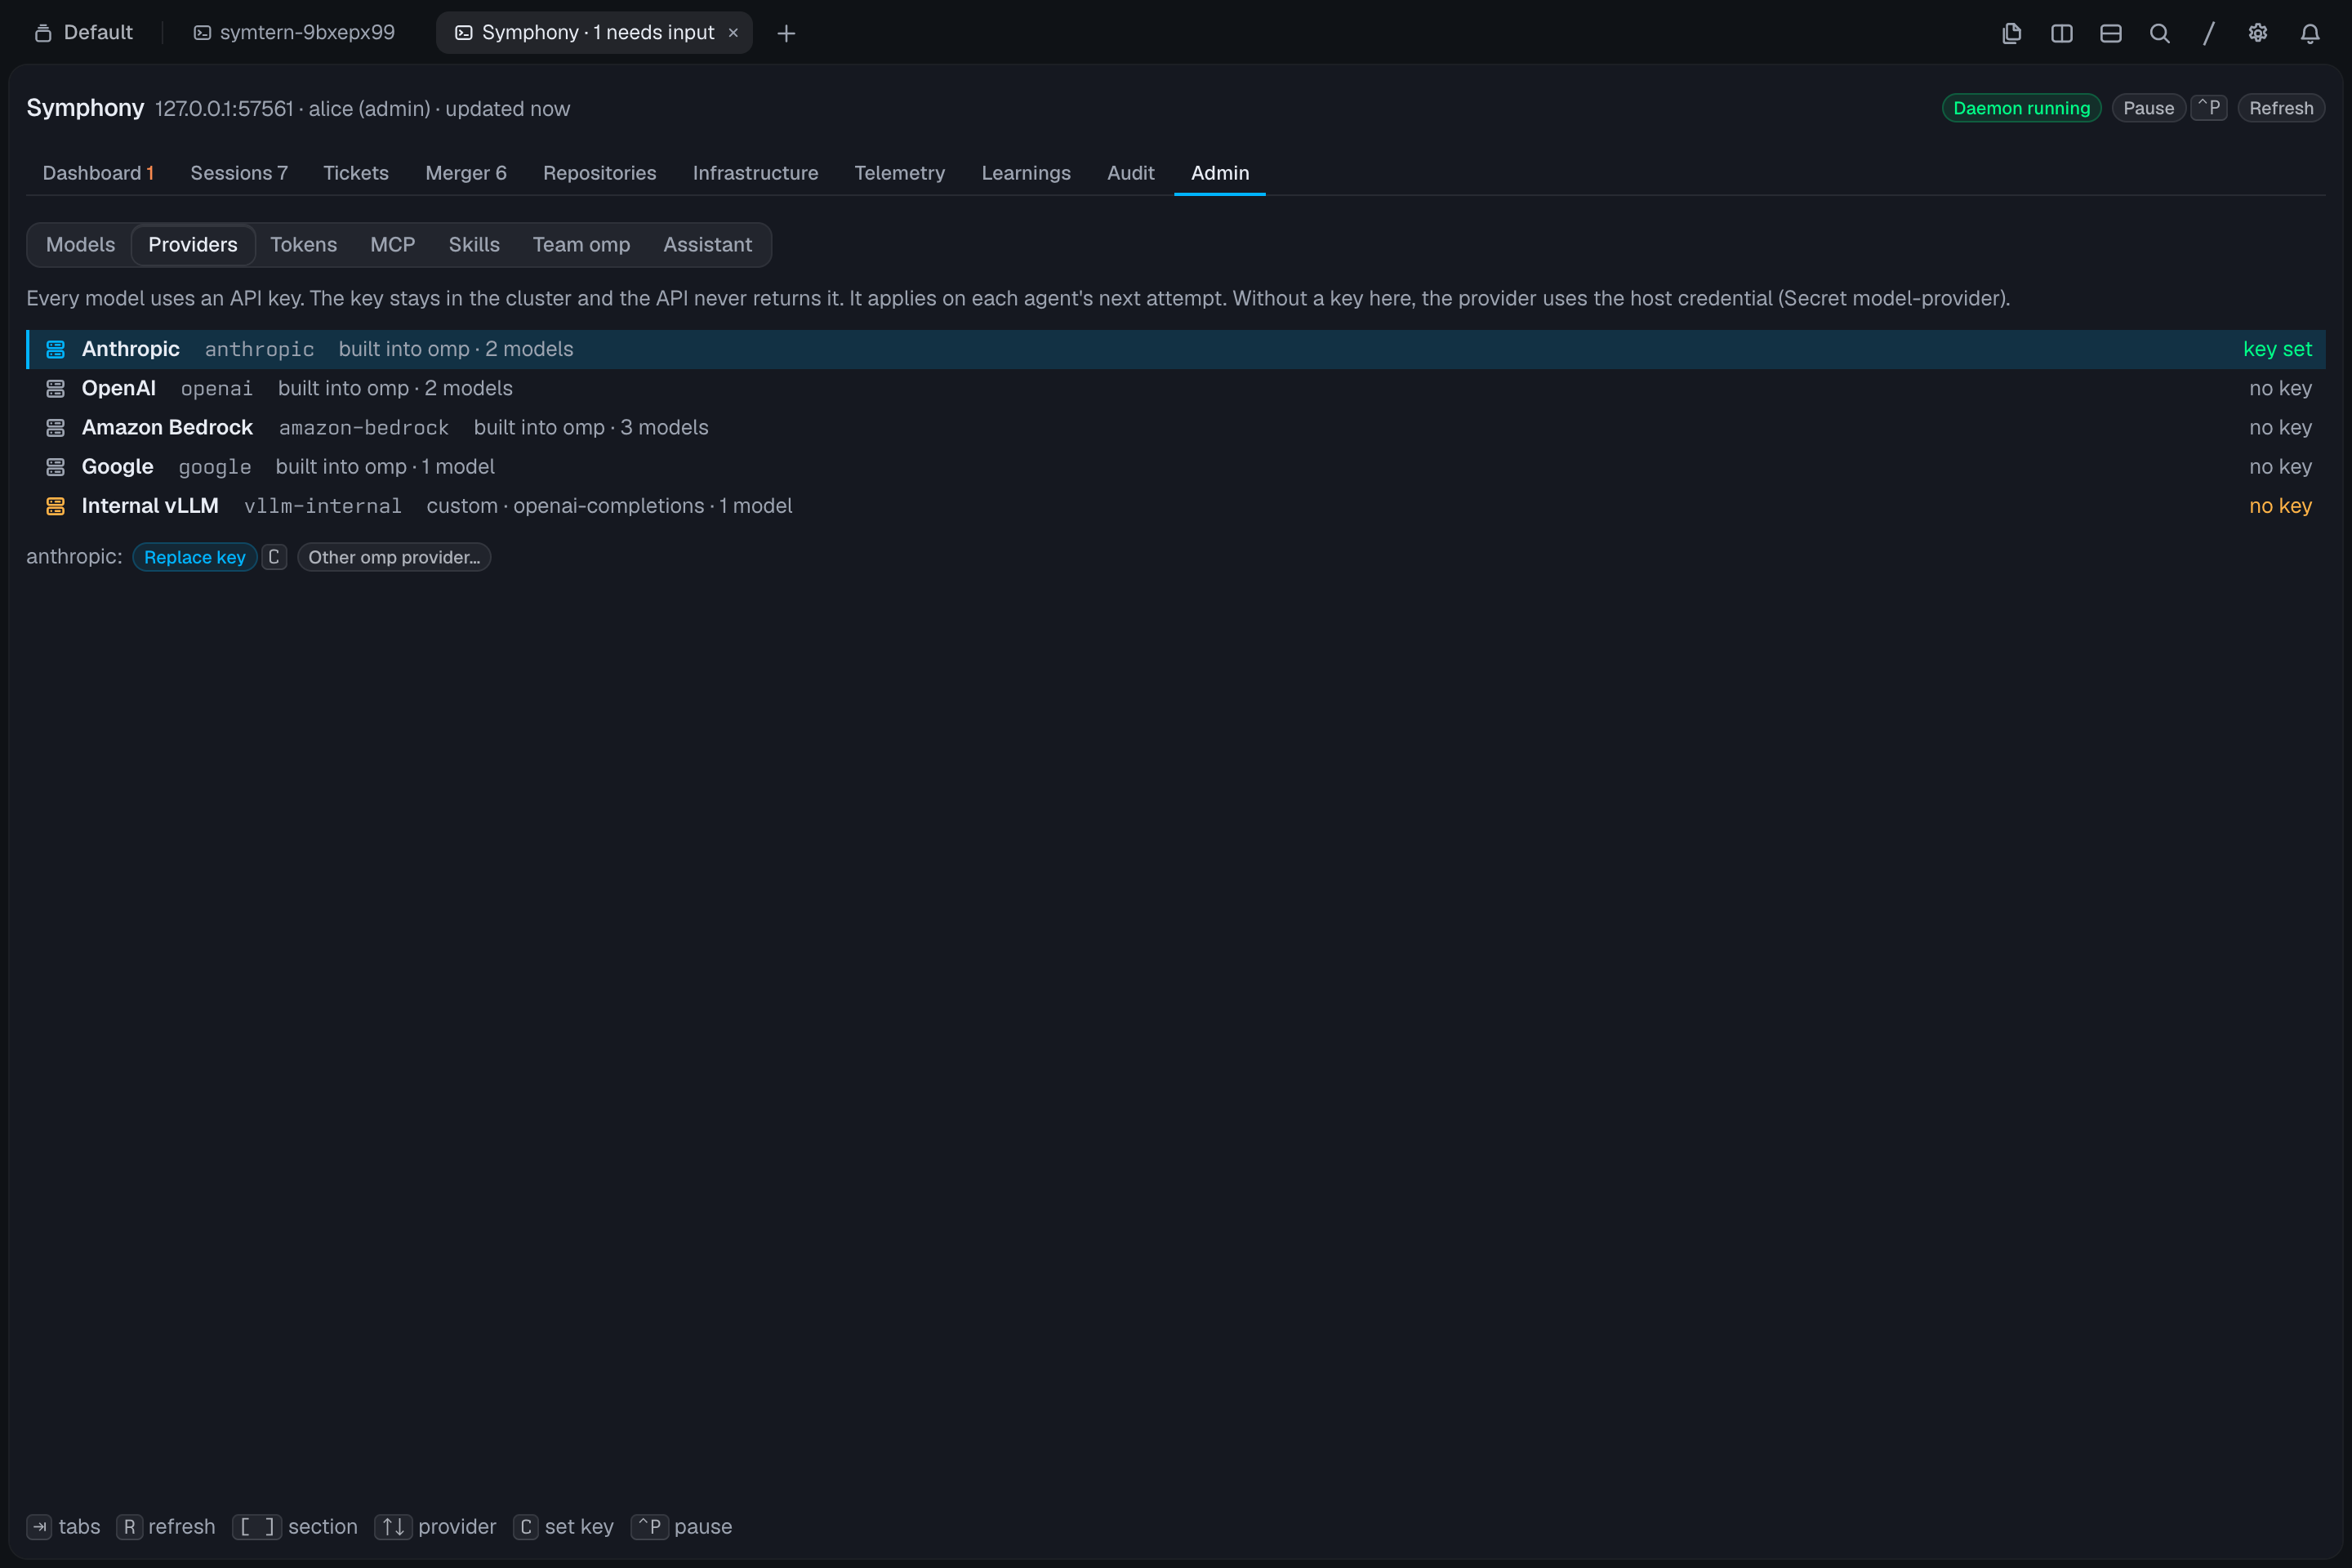 Default symtern-9bxepx99 Symphony · 1 needs input × +
Symphony 127.0.0.1:57561 · alice (admin) · updated now Daemon running Pause ^P Refresh
Dashboard 1 Sessions 7 Tickets Merger 6 Repositories Infrastructure Telemetry Learnings Audit Admin
Models Providers Tokens MCP Skills Team omp Assistant
Every model uses an API key. The key stays in the cluster and the API never returns it. It applies on each agent's next attempt. Without a key here, the provider uses the host credential (Secret model-provider).
Anthropic anthropic built into omp · 2 models key set
OpenAI openai built into omp · 2 models no key
Amazon Bedrock amazon-bedrock built into omp · 3 models no key
Google google built into omp · 1 model no key
Internal vLLM vllm-internal custom · openai-completions · 1 model no key
anthropic: Replace key C Other omp provider…
⇥ tabs R refresh [ ] section ↑↓ provider C set key ^P pause